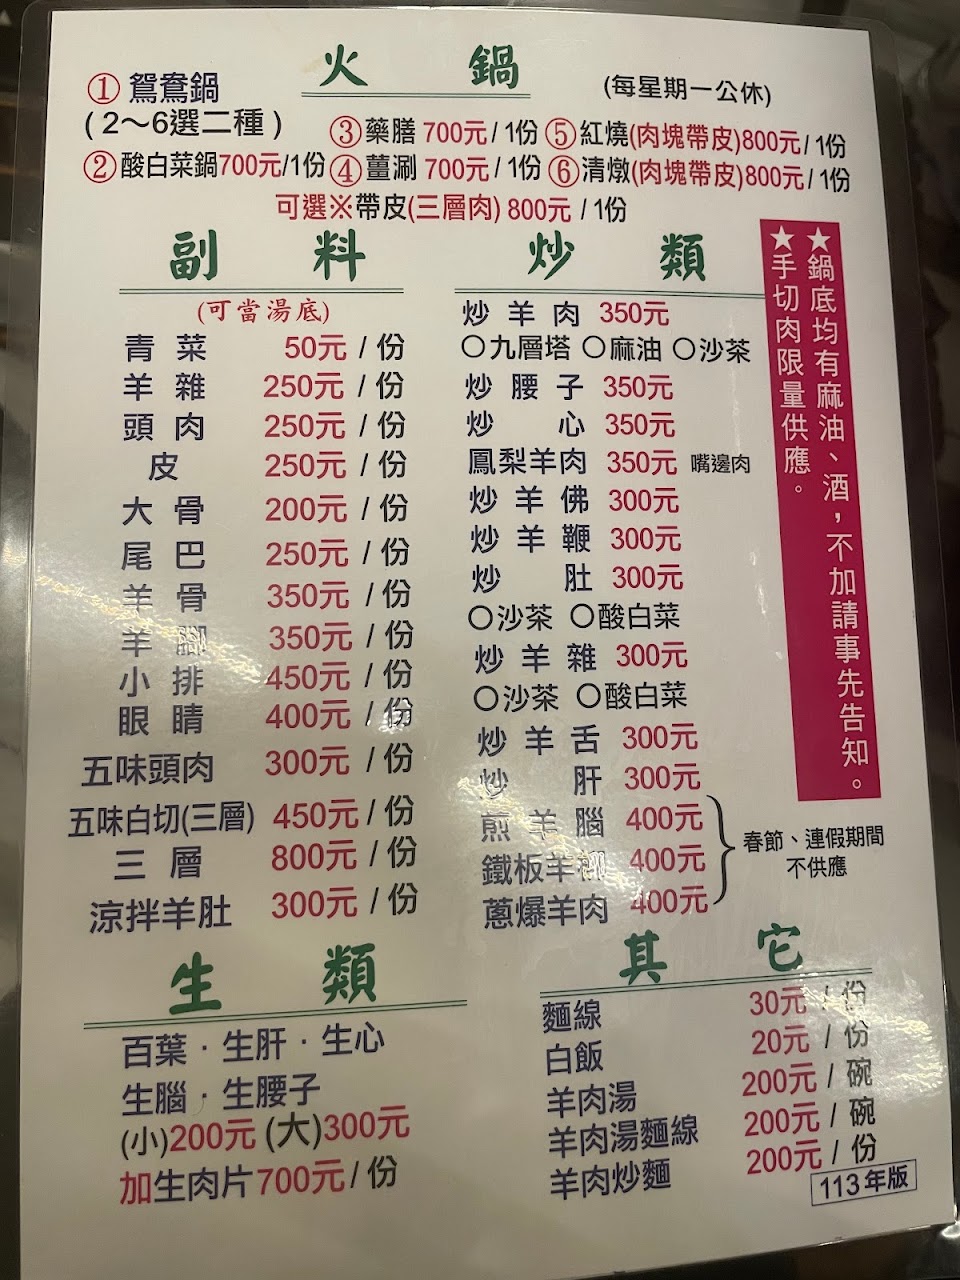 火 鍋
(每星期一公休)
①鴛鴦鍋
(2～6選二種)
②酸白菜鍋700元/1份
③藥膳 700元/1份
④薑涮 700元/1份
⑤紅燒(肉塊帶皮)800元/1份
⑥清燉(肉塊帶皮)800元/1份
可選※帶皮(三層肉) 800元 /1份
副 料
(可當湯底)
青菜 50元 / 份
羊雜 250元 / 份
頭肉 250元 / 份
皮 250元 / 份
大骨 200元 / 份
尾巴 250元 / 份
羊骨 350元 / 份
羊腳 350元 / 份
小排 450元 / 份
眼睛 400元 / 份
五味頭肉 300元 / 份
五味白切(三層) 450元 / 份
三層 800元 / 份
涼拌羊肚 300元 / 份
炒 類
炒羊肉 350元
○九層塔 ○麻油 ○沙茶
炒腰子 350元
炒心 350元
鳳梨羊肉 350元 嘴邊肉
炒羊佛 300元
炒羊鞭 300元
炒肚 300元
○沙茶 ○酸白菜
炒羊雜 300元
○沙茶 ○酸白菜
炒羊舌 300元
炒肝 300元
煎羊腦 400元
鐵板羊柳 400元
蔥爆羊肉 400元
春節、連假期間
不供應
★鍋底均有麻油、酒，不加請事先告知。
★手切肉限量供應。
生 類
百葉．生肝．生心
生腦．生腰子
(小)200元 (大)300元
加生肉片 700元 / 份
其 它
麵線 30元 / 份
白飯 20元 / 份
羊肉湯 200元 / 碗
羊肉湯麵線 200元 / 碗
羊肉炒麵 200元 / 份
113年版